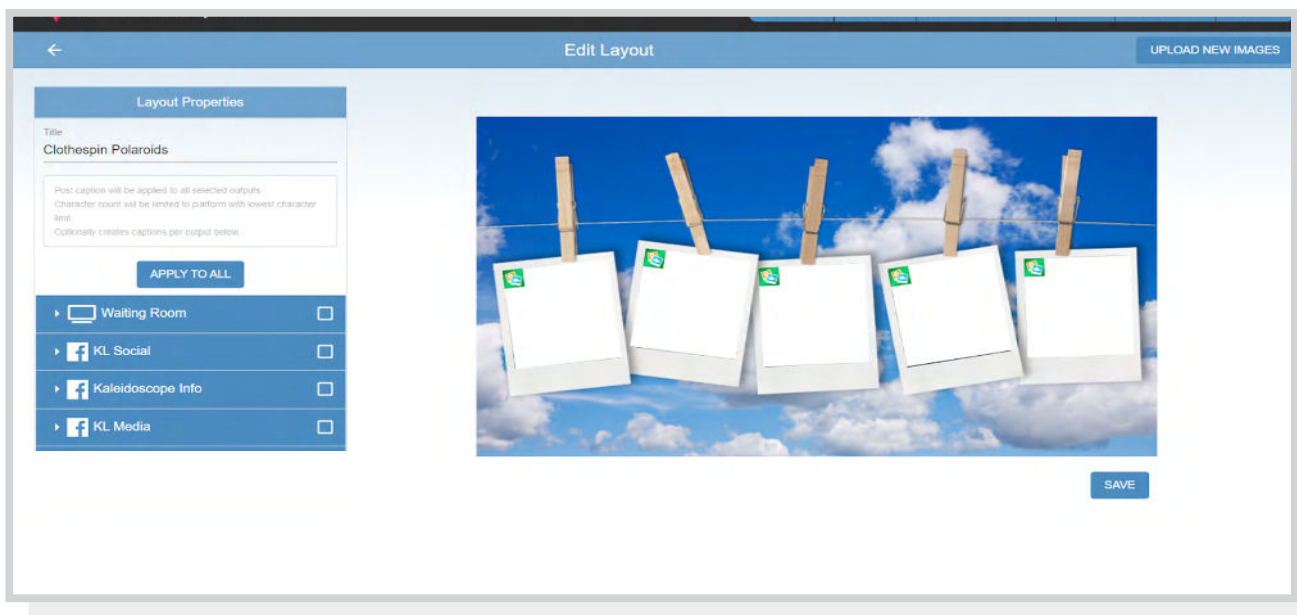 Edit Layout
UPLOAD NEW IMAGES
Layout Properties
Title
Clothespin Polaroids
Post caption will be applied to all selected outputs
Character count will be limited to platform with lowest character
limit.
Optionally creates captions per output below.
APPLY TO ALL
Waiting Room
KL Social
Kaleidoscope Info
KL Media
SAVE